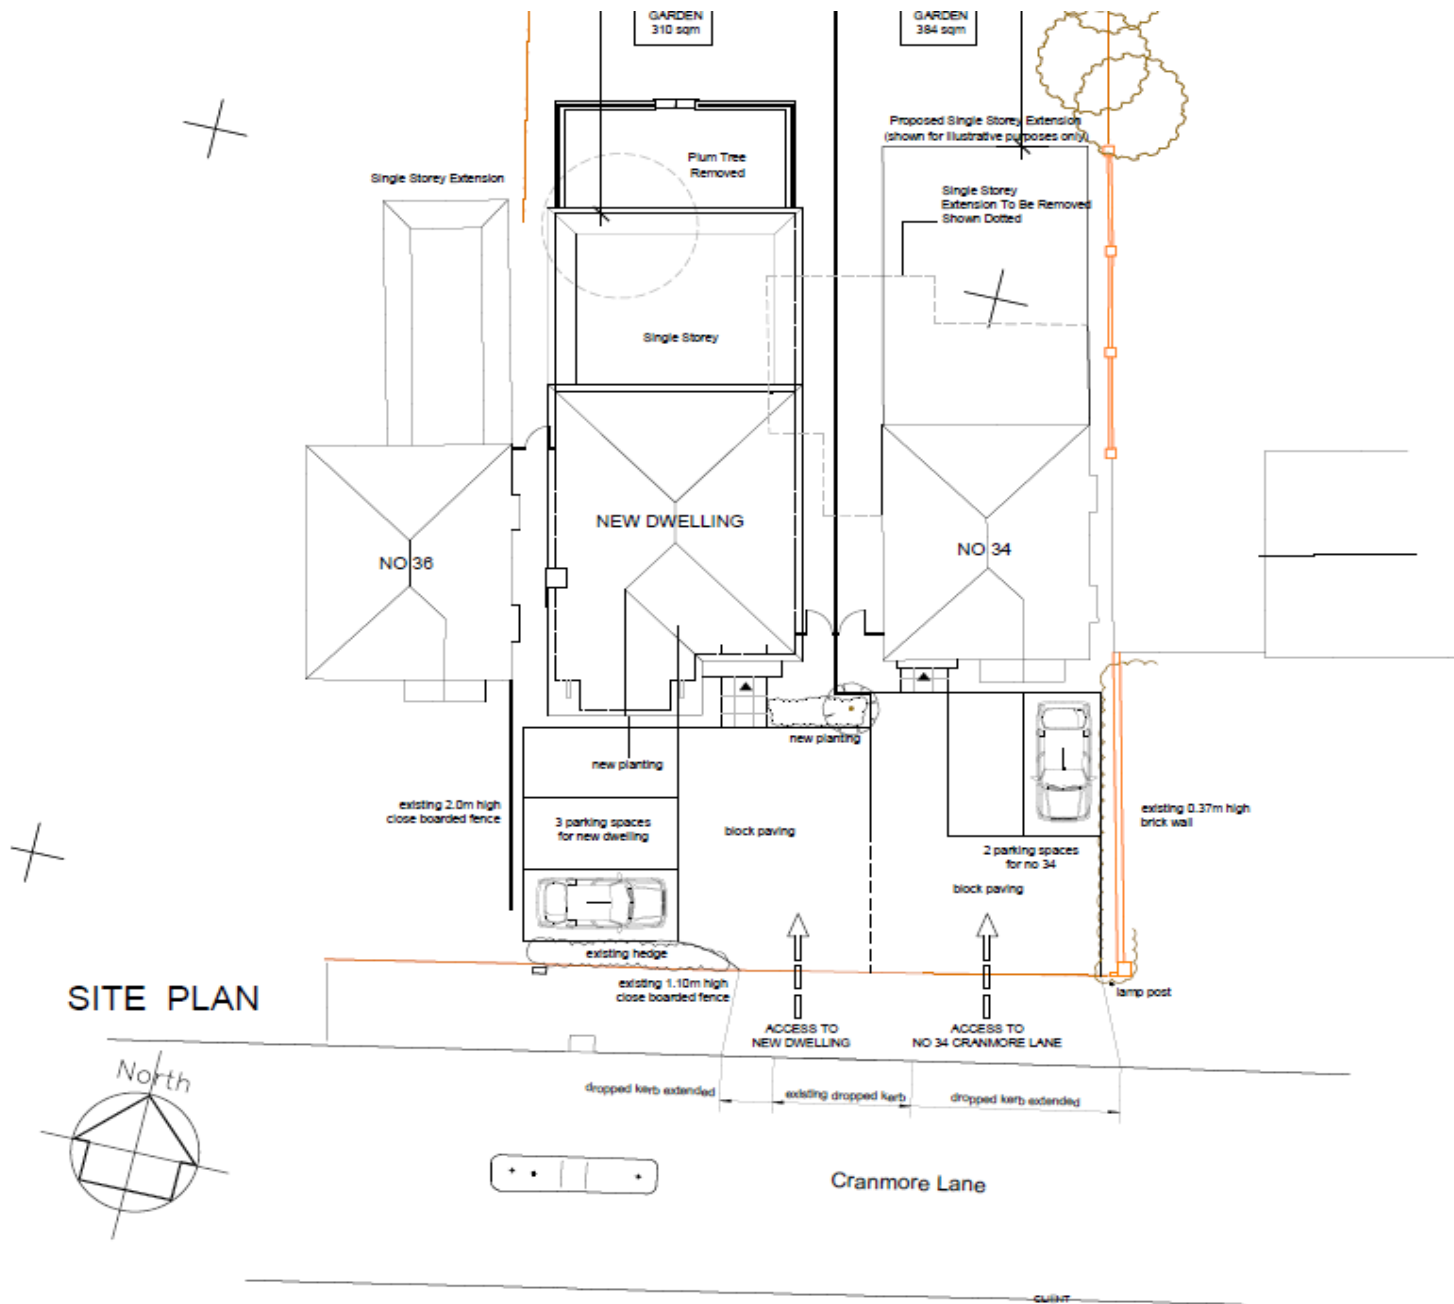 GARDEN
310 sqm
GARDEN
384 sqm
Proposed Single Storey Extension
(shown for illustrative purposes only)
Plum Tree
Removed
Single Storey Extension
Single Storey
Extension To Be Removed
Shown Dotted
Single Storey
NEW DWELLING
NO 36
NO 34
new planting
new planting
existing 2.0m high
close boarded fence
3 parking spaces
for new dwelling
block paving
existing 0.37m high
brick wall
2 parking spaces
for no 34
block paving
existing hedge
existing 1.10m high
close boarded fence
lamp post
SITE PLAN
ACCESS TO
NEW DWELLING
ACCESS TO
NO 34 CRANMORE LANE
North
dropped kerb extended
existing dropped kerb
dropped kerb extended
Cranmore Lane
CLIENT